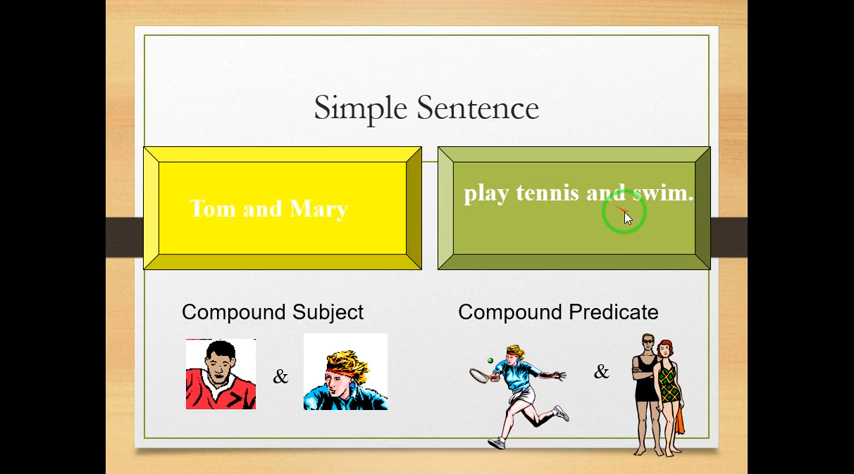 Simple Sentence
Tom and Mary
play tennis and swim.
Compound Subject
Compound Predicate
&
&